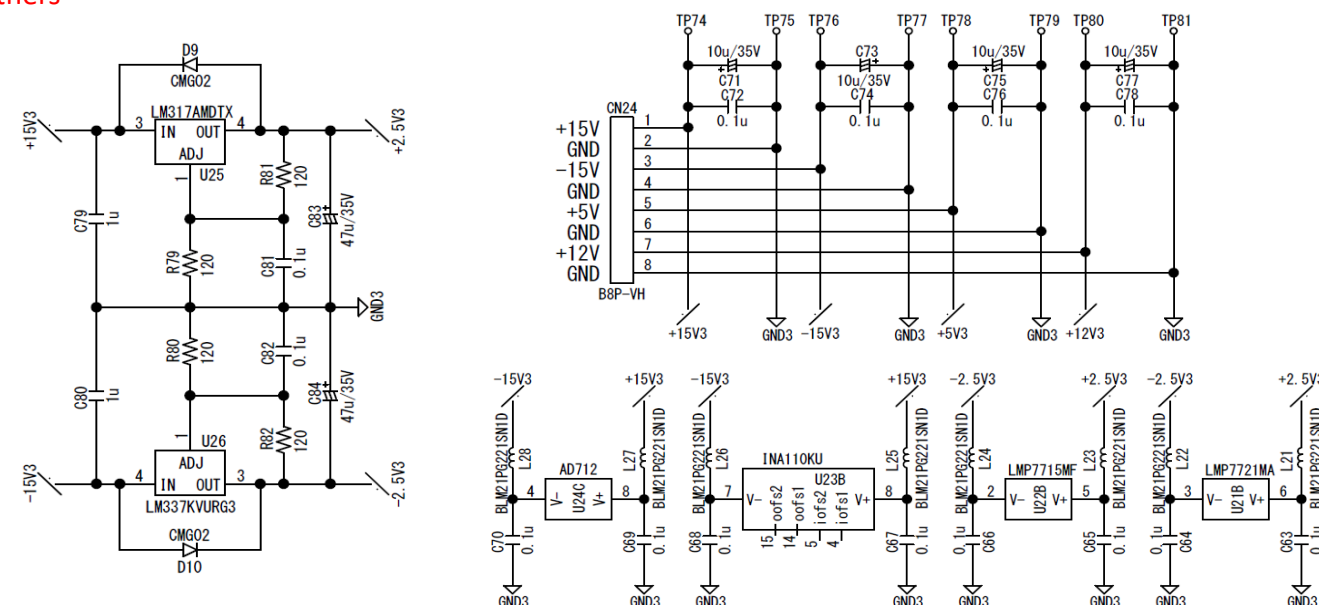 thers
D9
CMG02
LM317AMDTX
+15V3
3
IN OUT
4
+2.5V3
ADJ
1
U25
R81
120
C79
1u
C83
47u/35V
R79
120
C81
0.1u
GND3
R80
120
C82
0.1u
C80
1u
C84
47u/35V
1
U26
R82
120
ADJ
-15V3
4
IN OUT
3
-2.5V3
LM337KVURG3
CMG02
D10
TP74 TP75 TP76 TP77 TP78 TP79 TP80 TP81
10u/35V C73 10u/35V 10u/35V
C71 10u/35V C75 C77
C72 C74 C76 C78
0.1u 0.1u 0.1u 0.1u
CN24
+15V 1
GND 2
-15V 3
GND 4
+5V 5
GND 6
+12V 7
GND 8
B8P-VH
+15V3 GND3 -15V3 GND3 +5V3 GND3 +12V3 GND3
-15V3 +15V3 -15V3 +15V3 -2.5V3 +2.5V3 -2.5V3 +2.5V3
BLM21PG221SN1D
L28
AD712
4
V- U24C V+
8
L27
BLM21PG221SN1D
BLM21PG221SN1D
L26
INA110KU
7
V-
U23B
V+
8
oofs2
oofs1
iofs2
iofs1
15
14
5
4
L25
BLM21PG221SN1D
BLM21PG221SN1D
L24
LMP7715MF
2
V- U22B V+
5
L23
BLM21PG221SN1D
BLM21PG221SN1D
L22
LMP7721MA
3
V- U21B V+
6
L21
C70
0.1u
C69
0.1u
C68
0.1u
C67
0.1u
0.1u
C66
C65
0.1u
0.1u
C64
C63
0.1u
GND3 GND3 GND3 GND3 GND3 GND3 GND3 GND3